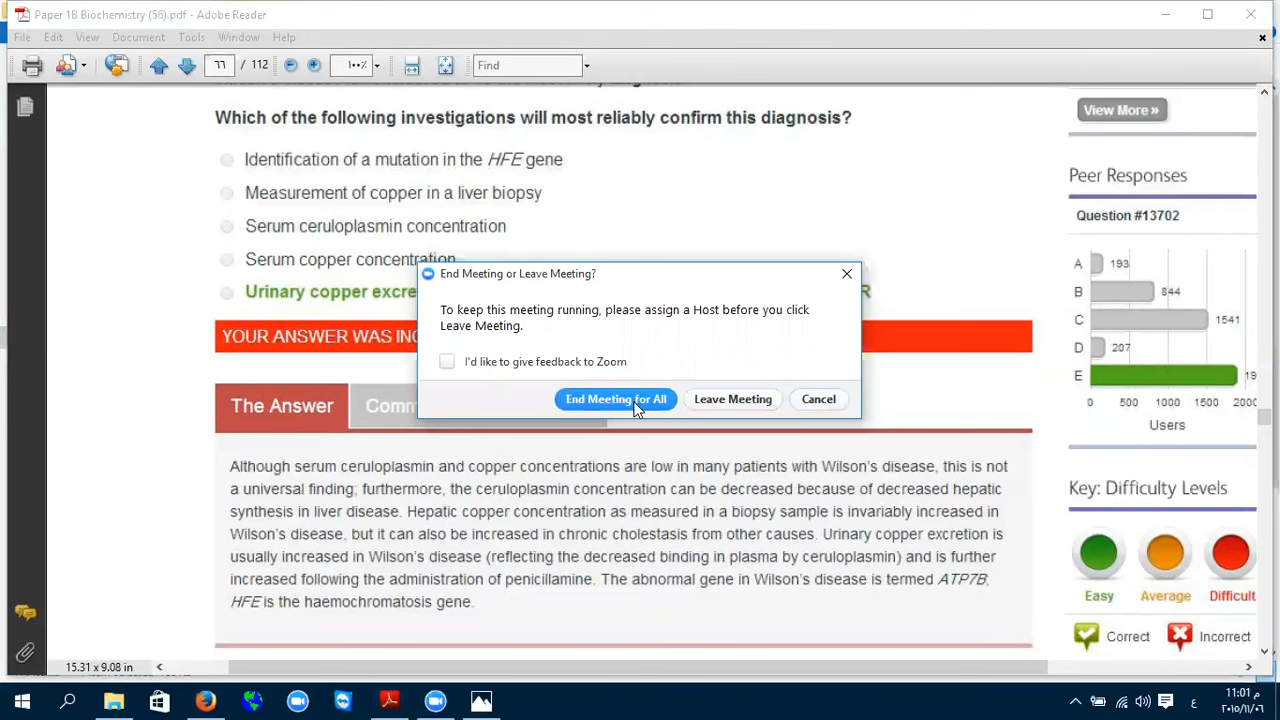 Paper 1B Biochemistry (56).pdf - Adobe Reader
File Edit View Document Tools Window Help
٦٦ / 112 ١٠٠% Find
Which of the following investigations will most reliably confirm this diagnosis?
View More »
Identification of a mutation in the HFE gene
Measurement of copper in a liver biopsy
Serum ceruloplasmin concentration
Serum copper concentration
Urinary copper excre
R
YOUR ANSWER WAS INC
The Answer
Comm
End Meeting or Leave Meeting?
To keep this meeting running, please assign a Host before you click
Leave Meeting.
I'd like to give feedback to Zoom
End Meeting for All Leave Meeting Cancel
Although serum ceruloplasmin and copper concentrations are low in many patients with Wilson's disease, this is not
a universal finding; furthermore, the ceruloplasmin concentration can be decreased because of decreased hepatic
synthesis in liver disease. Hepatic copper concentration as measured in a biopsy sample is invariably increased in
Wilson's disease, but it can also be increased in chronic cholestasis from other causes. Urinary copper excretion is
usually increased in Wilson's disease (reflecting the decreased binding in plasma by ceruloplasmin) and is further
increased following the administration of penicillamine. The abnormal gene in Wilson's disease is termed ATP7B;
HFE is the haemochromatosis gene.
Peer Responses
Question #13702
A 193
B 844
C 1541
D 207
E 19
0 500 1000 1500 2000
Users
Key: Difficulty Levels
Easy Average Difficult
Correct Incorrect
15.31 x 9.08 in
ع
11:01 م
٢٠١٥/١١/٠٦